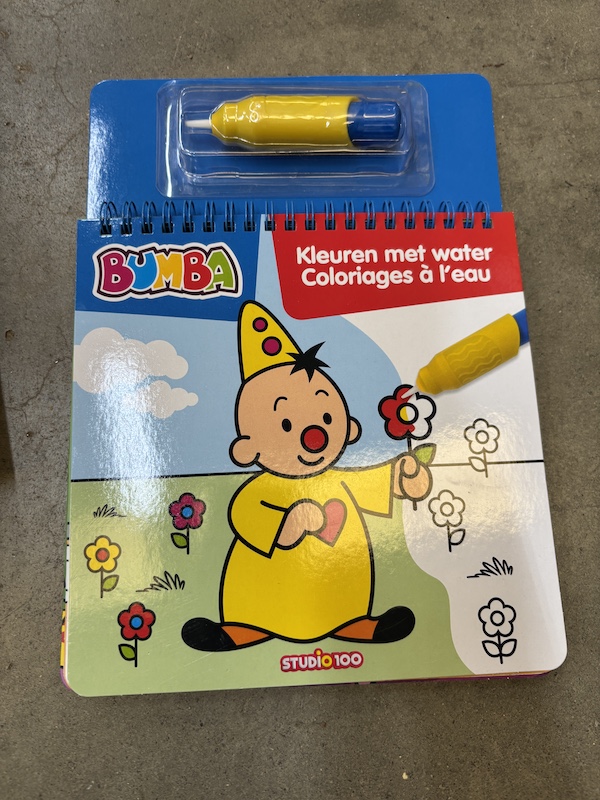 BUMBA
Kleuren met water
Coloriages à l'eau
STUDIO 100